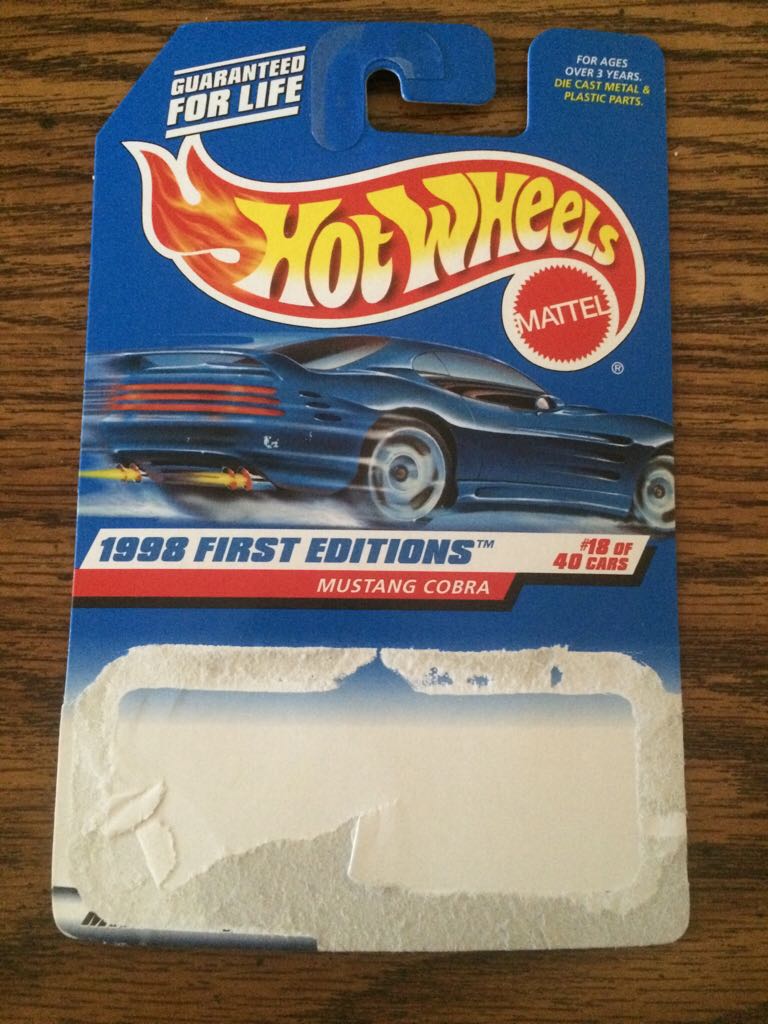 GUARANTEED
FOR LIFE
FOR AGES
OVER 3 YEARS.
DIE CAST METAL &
PLASTIC PARTS.
HOT WHEELS
MATTEL
®
1998 FIRST EDITIONS™
#18 OF
40 CARS
MUSTANG COBRA